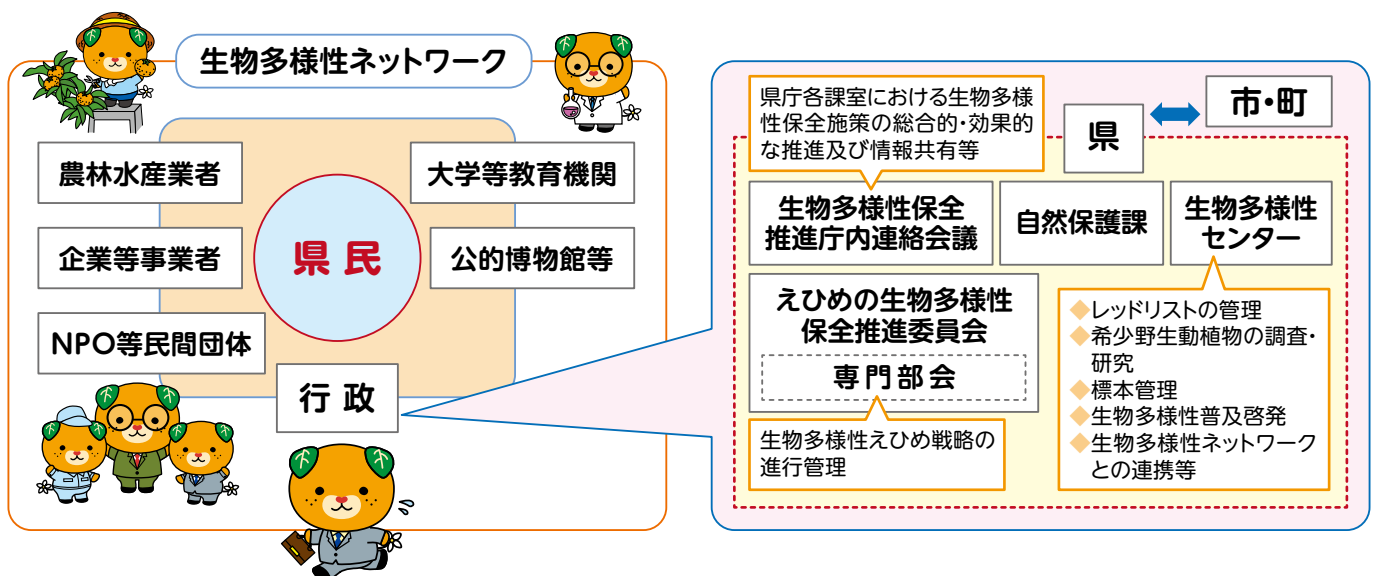 生物多様性ネットワーク
農林水産業者
大学等教育機関
県民
企業等事業者
公的博物館等
NPO等民間団体
行政
県庁各課室における生物多様
性保全施策の総合的・効果的
な推進及び情報共有等
県
市・町
生物多様性保全
推進庁内連絡会議
自然保護課
生物多様性
センター
えひめの生物多様性
保全推進委員会
専門部会
生物多様性えひめ戦略の
進行管理
◆レッドリストの管理
◆希少野生動植物の調査・
研究
◆標本管理
◆生物多様性普及啓発
◆生物多様性ネットワーク
との連携等